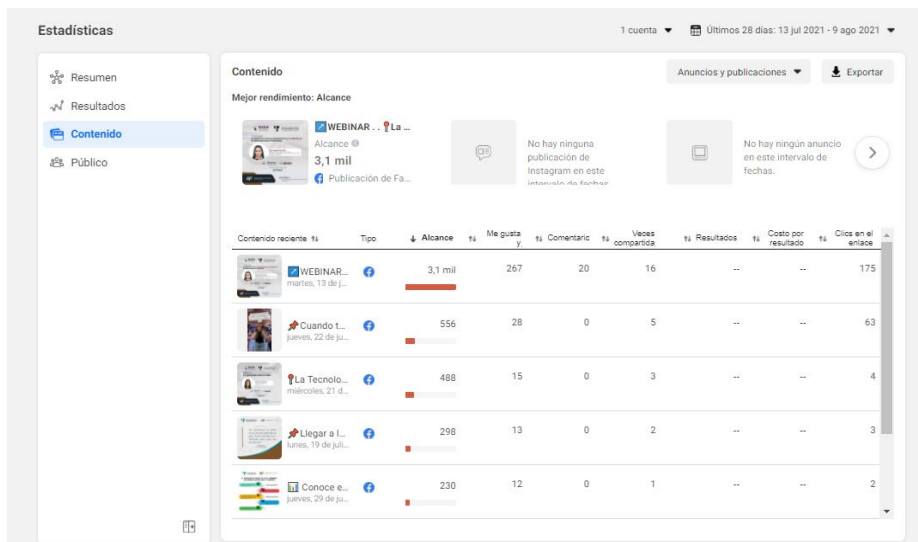 Estadísticas
1 cuenta
Últimos 28 días: 13 jul 2021 - 9 ago 2021
Resumen
Resultados
Contenido
Público
Contenido
Anuncios y publicaciones
Exportar
Mejor rendimiento: Alcance
WEBINAR . . La ...
Alcance
3,1 mil
Publicación de Fa...
No hay ninguna
publicación de
Instagram en este
intervalo de fechas
No hay ningún anuncio
en este intervalo de
fechas.
Contenido reciente Tipo Alcance Me gusta y Comentaric Veces compartida Resultados Costo por resultado Clics en el enlace
WEBINAR... 3,1 mil 267 20 16 -- -- 175
martes, 13 de j...
Cuando t... 556 28 0 5 -- -- 63
jueves, 22 de ju...
La Tecnolo... 488 15 0 3 -- -- 4
miércoles, 21 d...
Llegar a l... 298 13 0 2 -- -- 3
lunes, 19 de juli...
Conoce e... 230 12 0 1 -- -- 2
jueves, 29 de ju...